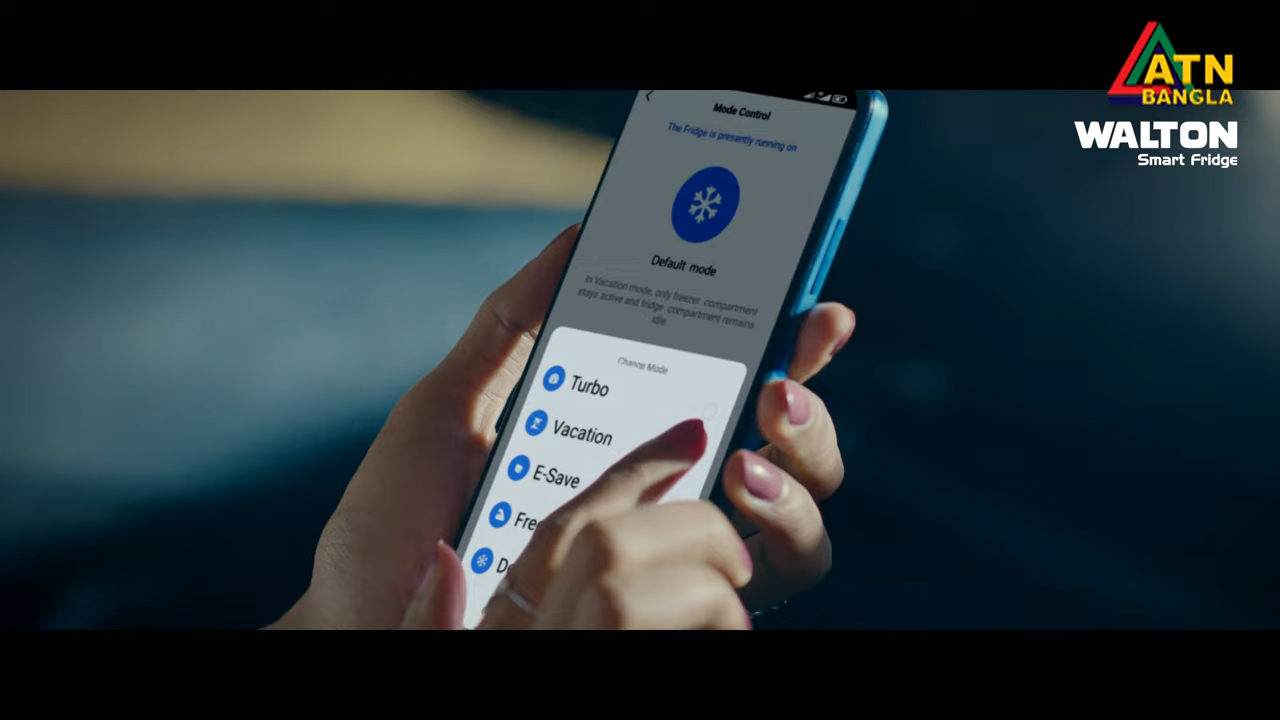 ATN
BANGLA
WALTON
Smart Fridge
Mode Control
The Fridge is presently running on
Default mode
In Vacation mode, only freezer compartment
stays active and fridge compartment remains
idle
Change Mode
Turbo
Vacation
E-Save